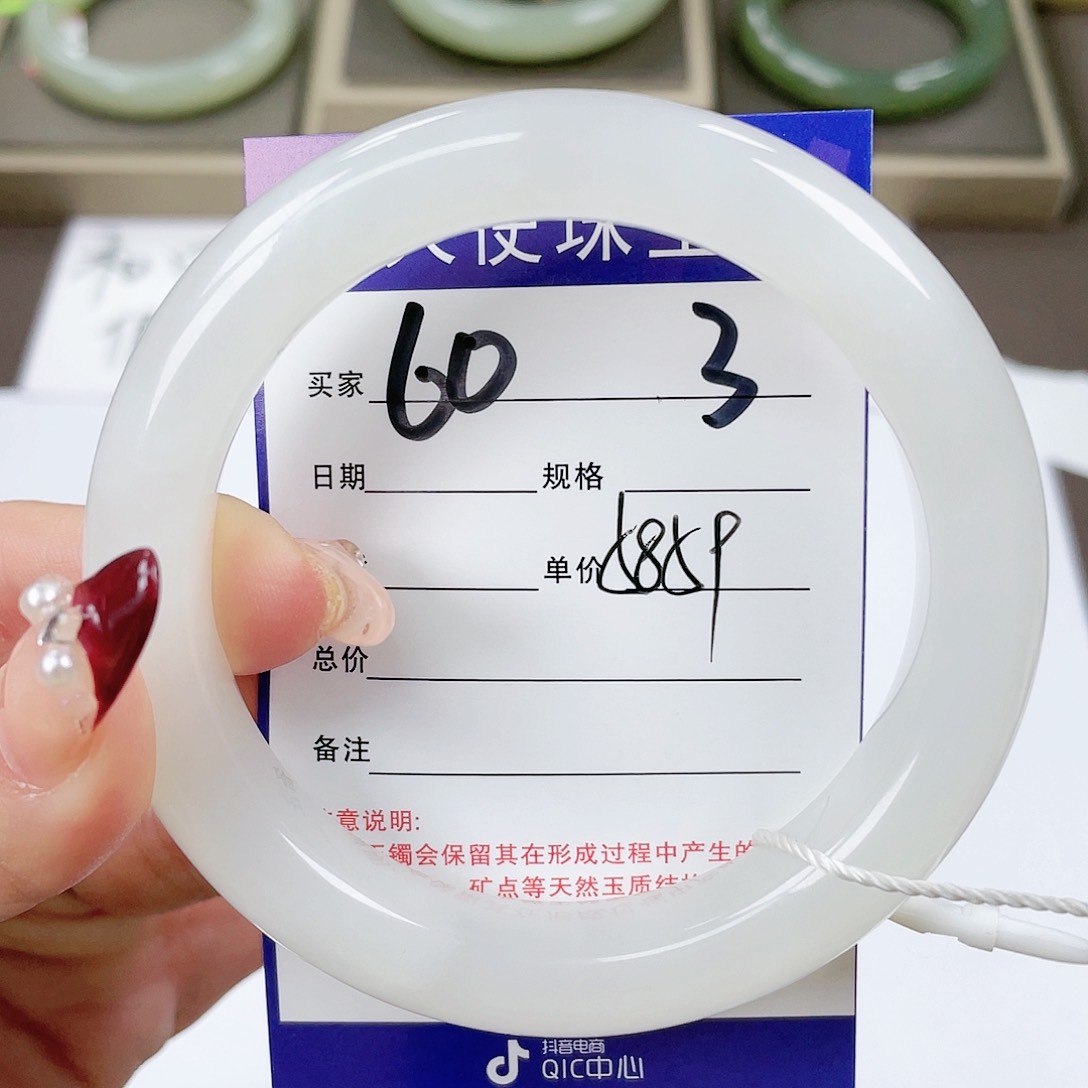 使珠
买家 60 3
日期 规格
单价 5859
总价
备注
意说明:
镯会保留其在形成过程中产生的
矿点等天然玉质结
抖音电商
QIC中心